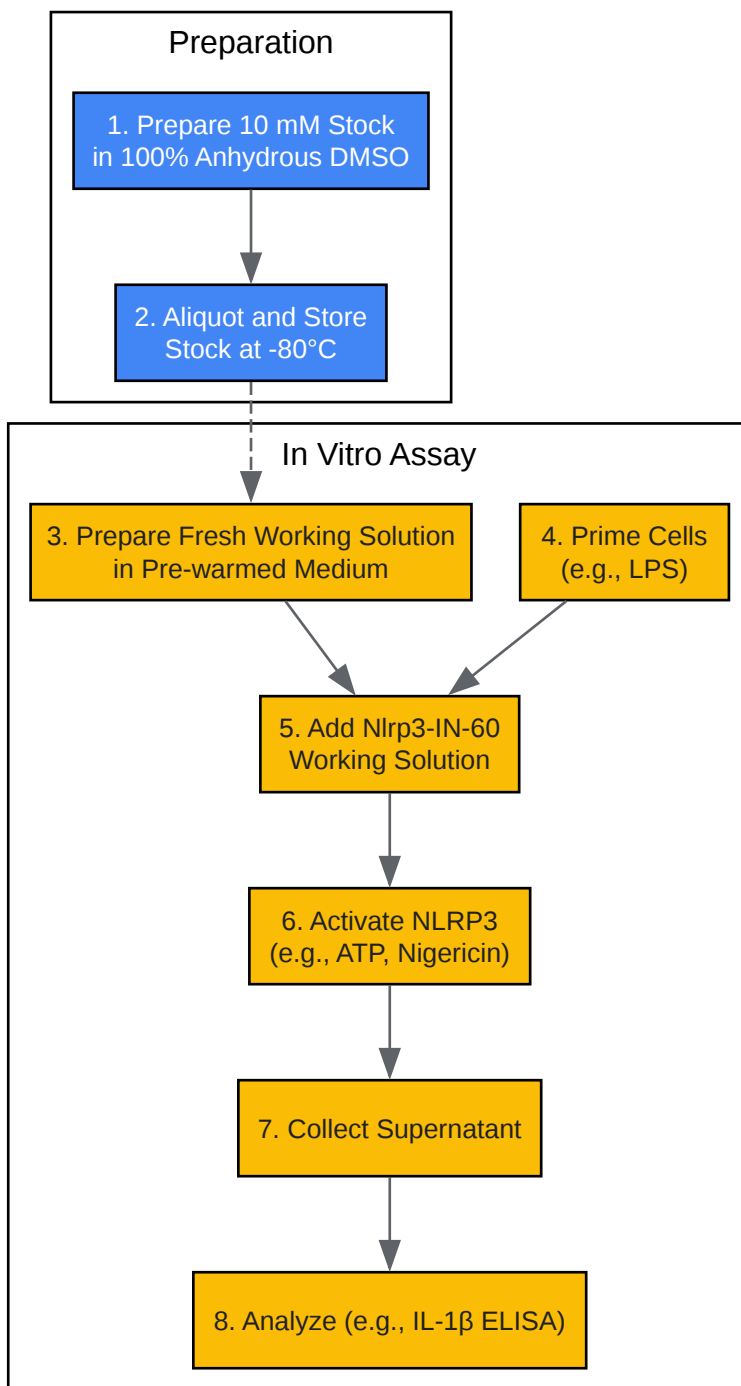 Preparation
1. Prepare 10 mM Stock
in 100% Anhydrous DMSO
2. Aliquot and Store
Stock at -80°C
In Vitro Assay
3. Prepare Fresh Working Solution
in Pre-warmed Medium
4. Prime Cells
(e.g., LPS)
5. Add Nlrp3-IN-60
Working Solution
6. Activate NLRP3
(e.g., ATP, Nigericin)
7. Collect Supernatant
8. Analyze (e.g., IL-1β ELISA)